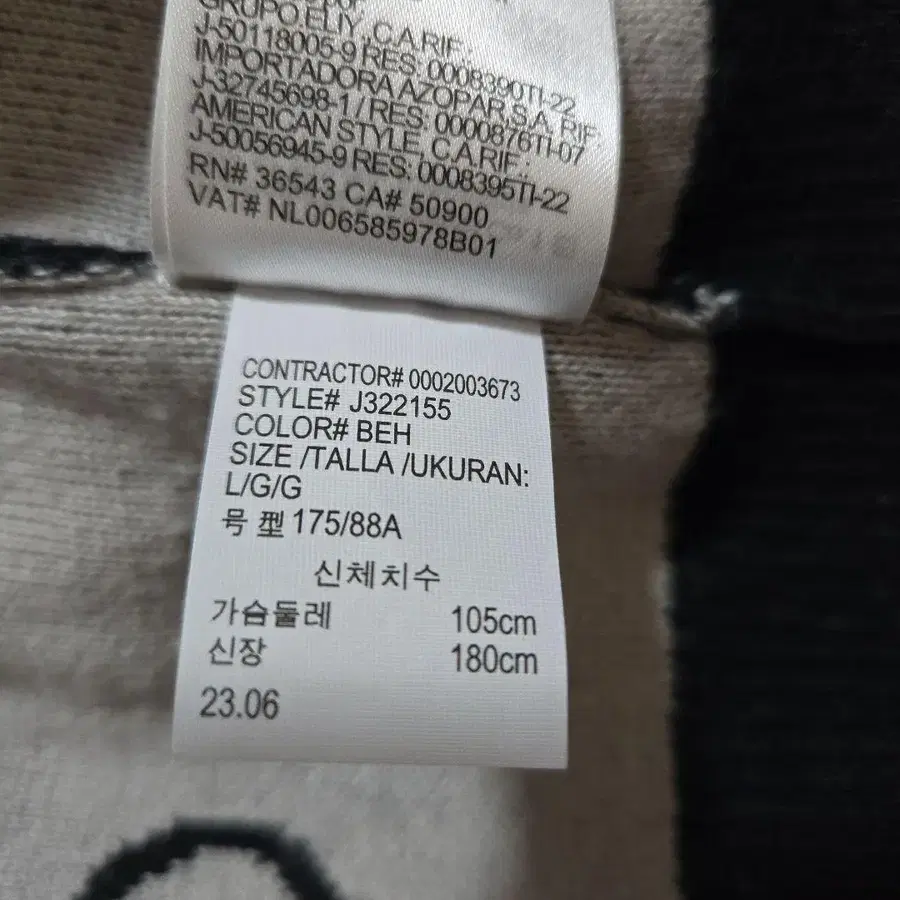 GRUPO ELIY, C.A.RIF.:
J-50118005-9 RES: 0008390TI-22
IMPORTADORA AZOPAR,S.A, RIF:
J-32745698-1 / RES: 0000876TI-07
AMERICAN STYLE, C.A.RIF.:
J-50056945-9 RES: 0008395TI-22
RN# 36543 CA# 50900
VAT# NL006585978B01
CONTRACTOR# 0002003673
STYLE# J322155
COLOR# BEH
SIZE /TALLA /UKURAN:
L/G/G
号型 175/88A
신체치수
가슴둘레 105cm
신장 180cm
23.06